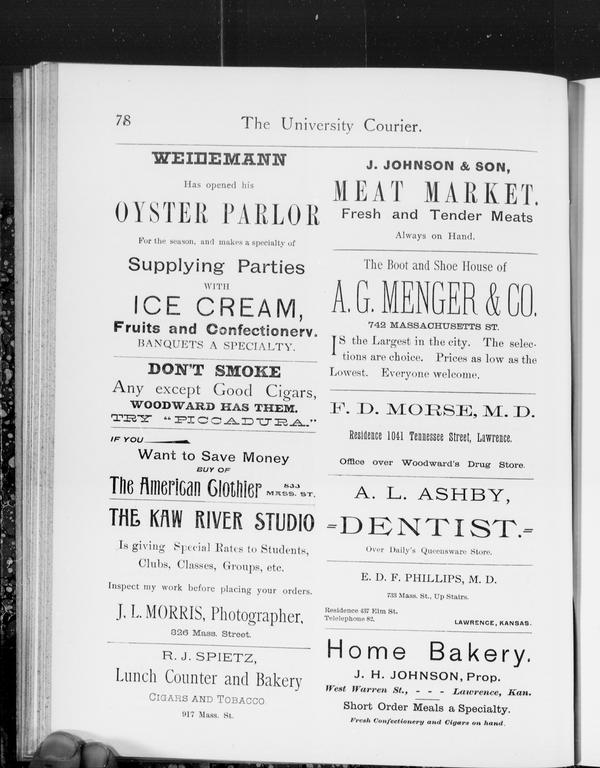 78
The University Courier.
WEIDEMANN
Has opened his
OYSTER PARLOR
For the season, and makes a specialty of
Supplying Parties
WITH
ICE CREAM,
Fruits and Confectionery.
BANQUETS A SPECIALTY.
DON'T SMOKE
Any except Good Cigars,
WOODWARD HAS THEM.
TRY "PICCADURA."
IF YOU
Want to Save Money
BUY OF
The American Clothier 833 MASS. ST.
THE KAW RIVER STUDIO
Is giving Special Rates to Students,
Clubs, Classes, Groups, etc.
Inspect my work before placing your orders.
J. L. MORRIS, Photographer,
826 Mass. Street.
R. J. SPIETZ,
Lunch Counter and Bakery
CIGARS AND TOBACCO
917 Mass. St.
J. JOHNSON & SON,
MEAT MARKET.
Fresh and Tender Meats
Always on Hand.
The Boot and Shoe House of
A. G. MENGER & CO.
742 MASSACHUSETTS ST.
IS the Largest in the city. The selec-
tions are choice. Prices as low as the
Lowest. Everyone welcome.
F. D. MORSE, M. D.
Residence 1041 Tennessee Street, Lawrence.
Office over Woodward's Drug Store.
A. L. ASHBY,
=DENTIST.=
Over Daily's Queensware Store.
E. D. F. PHILLIPS, M. D.
733 Mass. St., Up Stairs.
Residence 437 Elm St.
Telelephone 82.
LAWRENCE, KANSAS.
Home Bakery.
J. H. JOHNSON, Prop.
West Warren St., - - - Lawrence, Kan.
Short Order Meals a Specialty.
Fresh Confectionery and Cigars on hand.